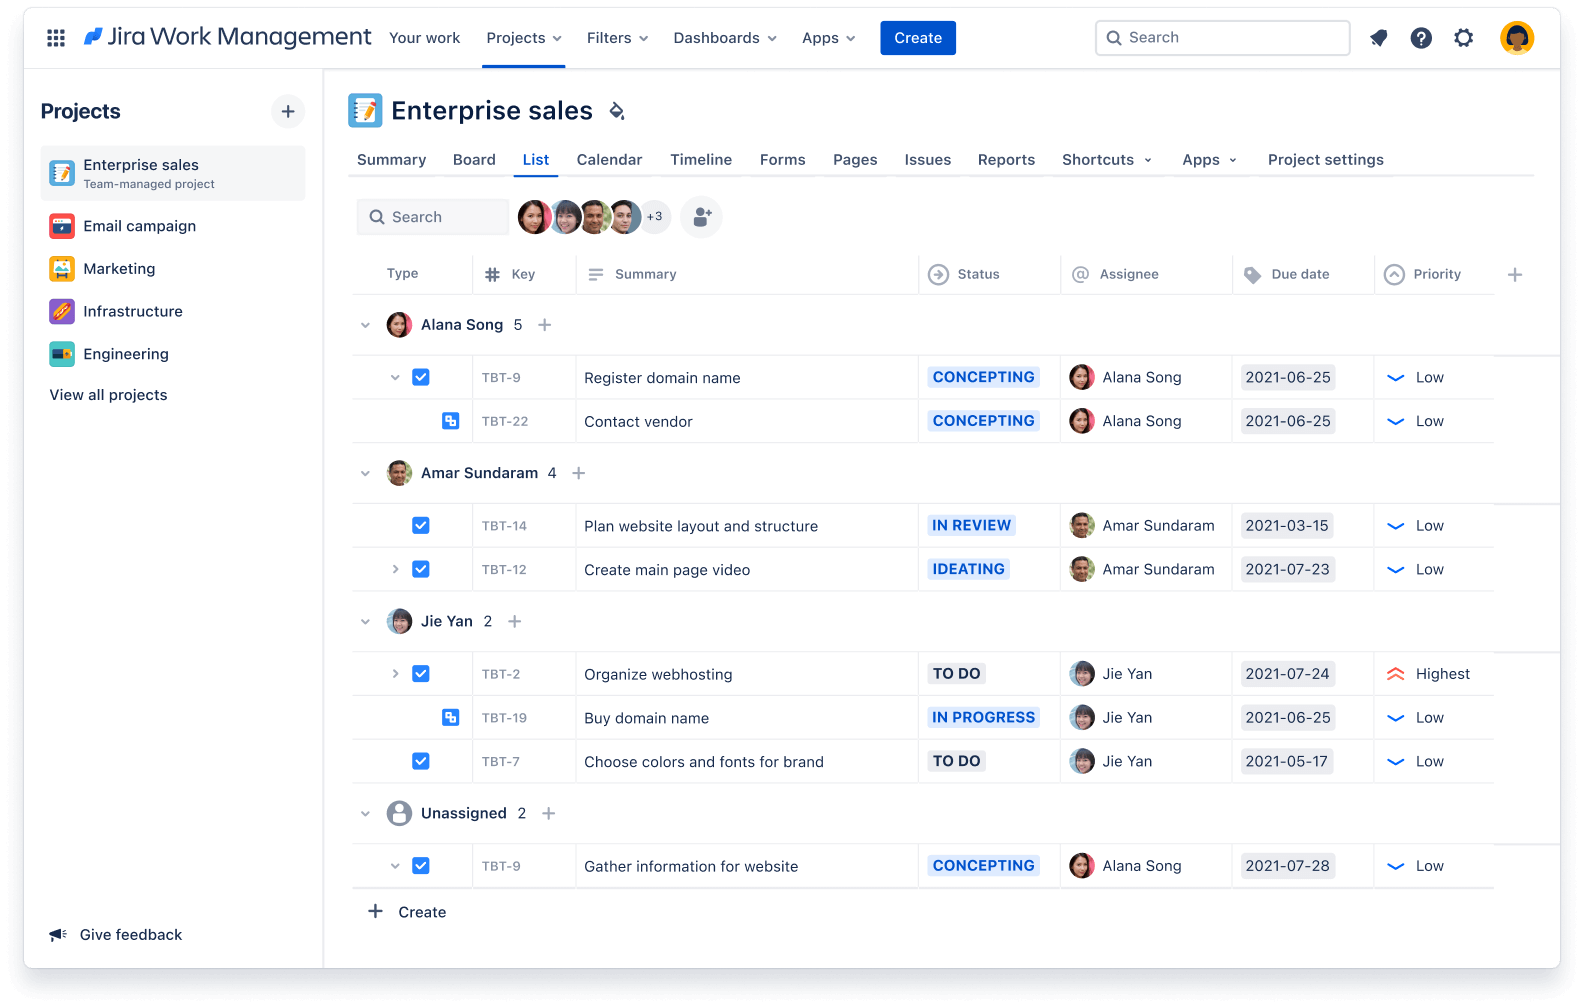 Jira Work Management Your work Projects Filters Dashboards Apps Create Search
Projects +
Enterprise sales
Team-managed project
Email campaign
Marketing
Infrastructure
Engineering
View all projects
Give feedback
Enterprise sales
Summary Board List Calendar Timeline Forms Pages Issues Reports Shortcuts Apps Project settings
Search +3
Type # Key Summary Status @ Assignee Due date Priority +
Alana Song 5 +
TBT-9 Register domain name CONCEPTING Alana Song 2021-06-25 Low
TBT-22 Contact vendor CONCEPTING Alana Song 2021-06-25 Low
Amar Sundaram 4 +
TBT-14 Plan website layout and structure IN REVIEW Amar Sundaram 2021-03-15 Low
TBT-12 Create main page video IDEATING Amar Sundaram 2021-07-23 Low
Jie Yan 2 +
TBT-2 Organize webhosting TO DO Jie Yan 2021-07-24 Highest
TBT-19 Buy domain name IN PROGRESS Jie Yan 2021-06-25 Low
TBT-7 Choose colors and fonts for brand TO DO Jie Yan 2021-05-17 Low
Unassigned 2 +
TBT-9 Gather information for website CONCEPTING Alana Song 2021-07-28 Low
+ Create